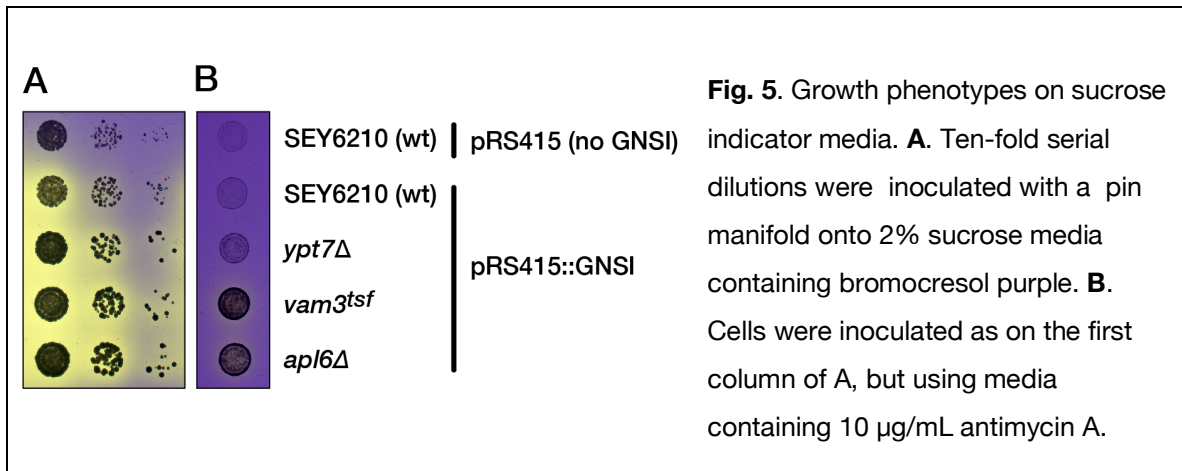 A
B
SEY6210 (wt)
pRS415 (no GNSI)
SEY6210 (wt)
ypt7Δ
vam3tsf
apl6Δ
pRS415::GNSI
Fig. 5. Growth phenotypes on sucrose
indicator media. A. Ten-fold serial
dilutions were inoculated with a pin
manifold onto 2% sucrose media
containing bromocresol purple. B.
Cells were inoculated as on the first
column of A, but using media
containing 10 µg/mL antimycin A.